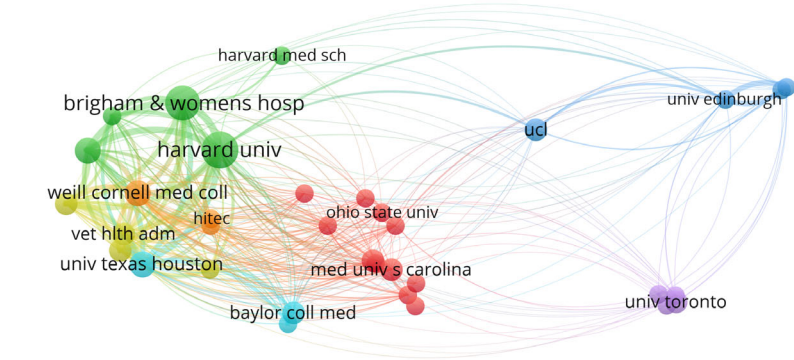 harvard med sch
brigham & womens hosp
univ edinburgh
ucl
harvard univ
weill cornell med coll
hitec
ohio state univ
vet hlth adm
univ texas houston
med univ s carolina
univ toronto
baylor coll med